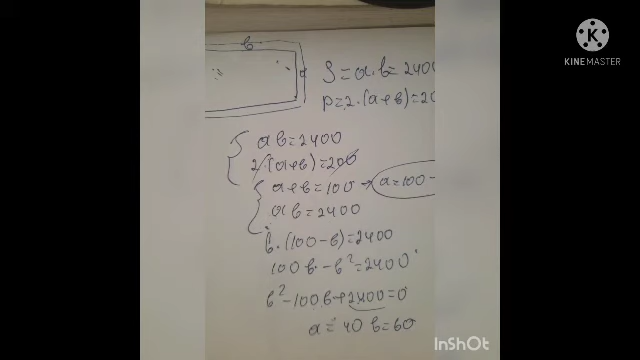 в
a
S = a·в = 2400
P = 2·(a+в) = 20
aв = 2400
2·(a+в) = 200
a+в = 100 → a = 100 -
aв = 2400
в·(100-в) = 2400
100в - в² = 2400
в² - 100в + 2400 = 0
a = 40 в = 60
K
KINEMASTER
InShOt